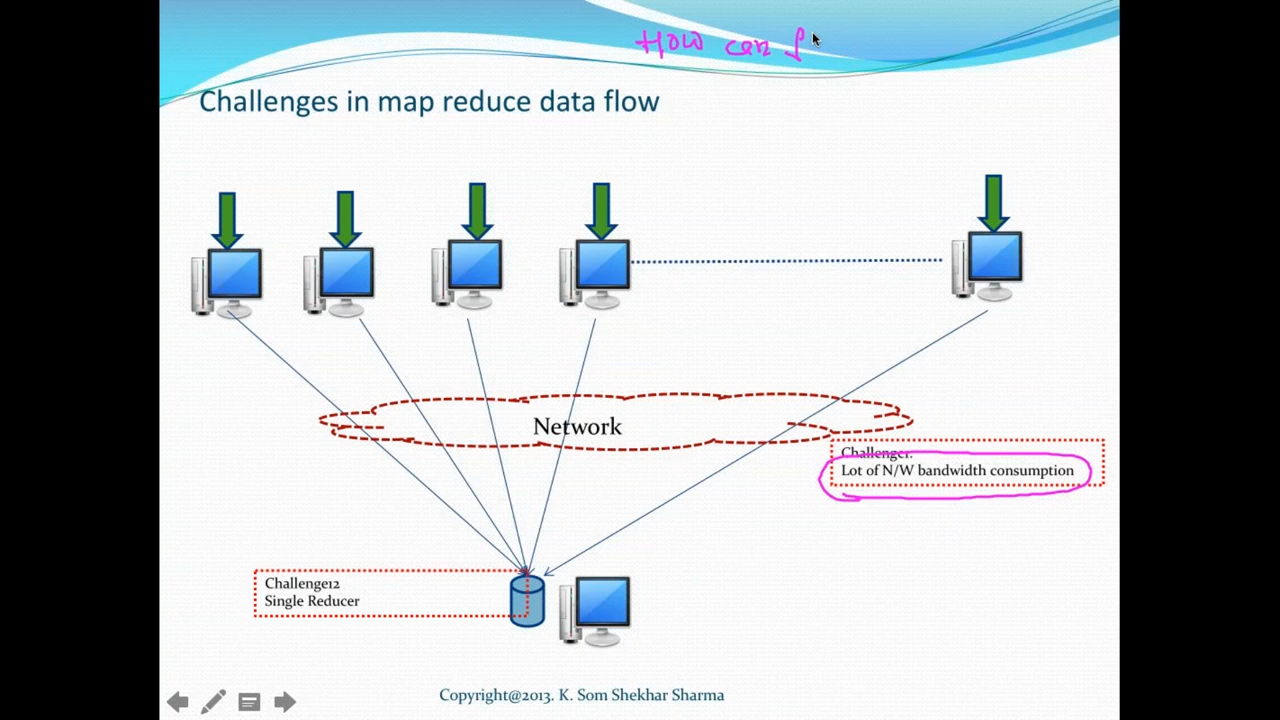 How can I
Challenges in map reduce data flow
Network
Challenge1:
Lot of N/W bandwidth consumption
Challenge12
Single Reducer
Copyright@2013. K. Som Shekhar Sharma